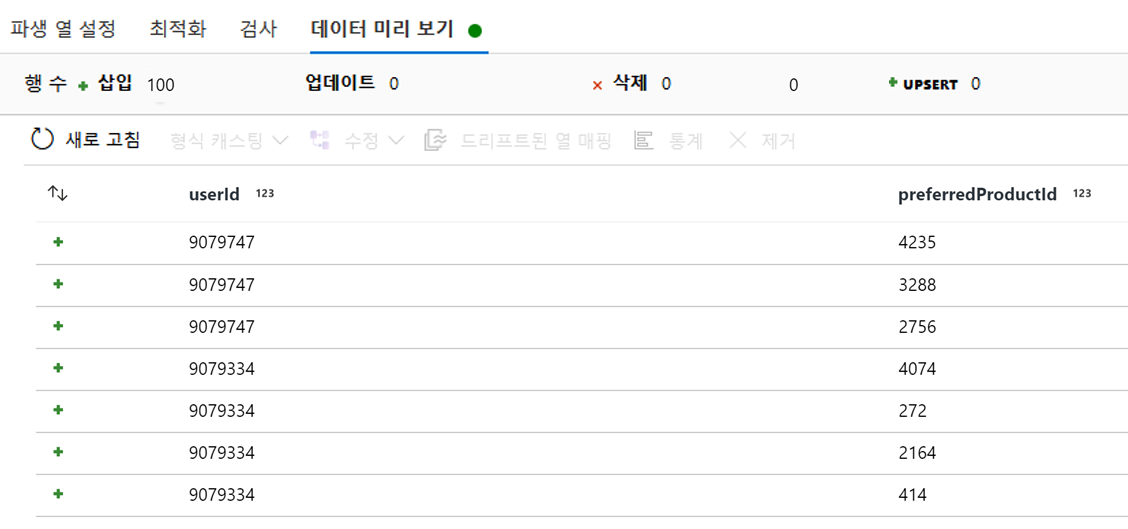 파생 열 설정 최적화 검사 데이터 미리 보기
행 수 + 삽입 100 업데이트 0 × 삭제 0 0 + UPSERT 0
새로 고침 형식 캐스팅 수정 드리프트된 열 매핑 통계 제거
userId 123 preferredProductId 123
+ 9079747 4235
+ 9079747 3288
+ 9079747 2756
+ 9079334 4074
+ 9079334 272
+ 9079334 2164
+ 9079334 414